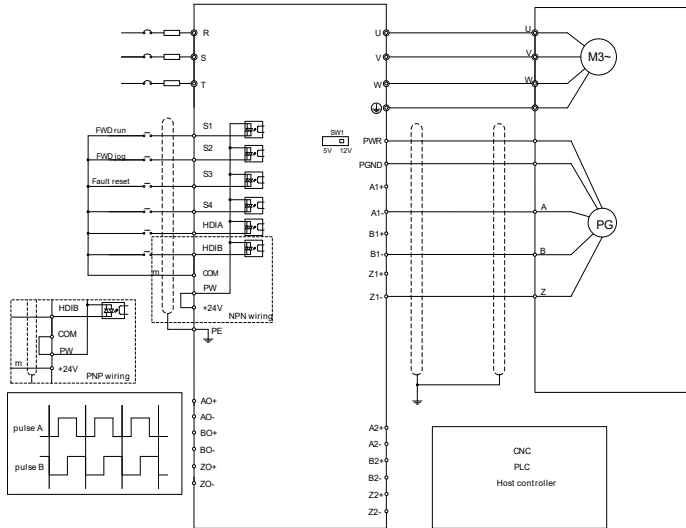 R
S
T
U
V
W
U
V
W
M3~
S1
S2
S3
S4
HDIA
HDIB
COM
PW
+24V
PE
FWD run
FWD jog
Fault reset
m
NPN wiring
SW1
5V 12V
PWR
PGND
A1+
A1-
B1+
B1-
Z1+
Z1-
A
B
Z
PG
HDIB
COM
PW
+24V
m
PNP wiring
pulse A
pulse B
AO+
AO-
BO+
BO-
ZO+
ZO-
A2+
A2-
B2+
B2-
Z2+
Z2-
CNC
PLC
Host controller